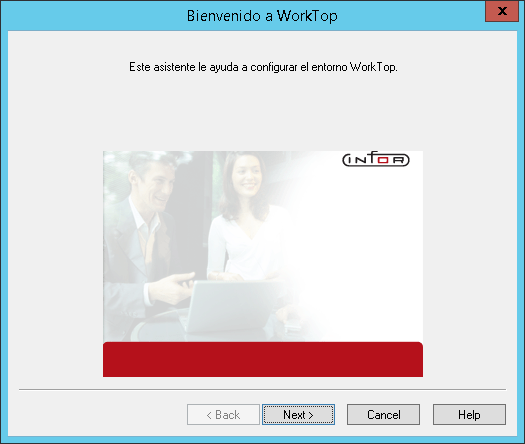 Bienvenido a WorkTop
x
Este asistente le ayuda a configurar el entorno WorkTop.
INFOR
< Back
Next >
Cancel
Help